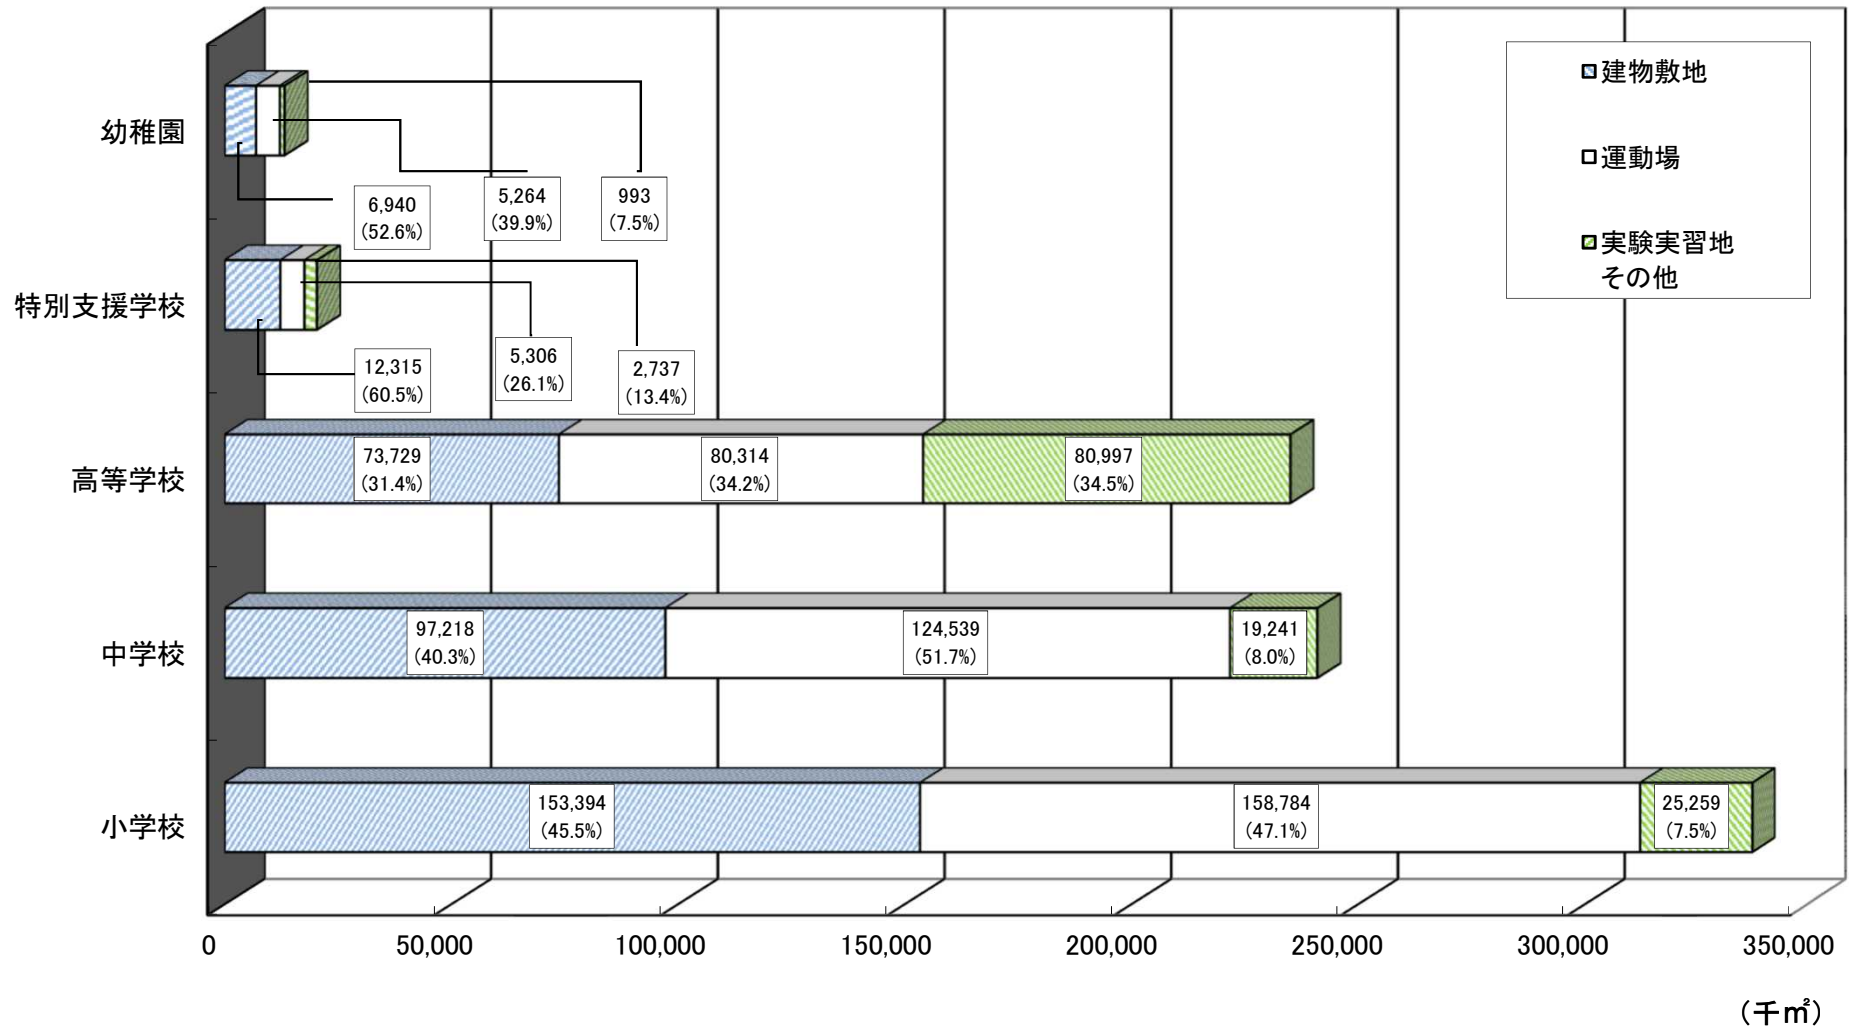 建物敷地
運動場
実験実習地
その他
幼稚園
6,940
(52.6%)
5,264
(39.9%)
993
(7.5%)
特別支援学校
12,315
(60.5%)
5,306
(26.1%)
2,737
(13.4%)
高等学校
73,729
(31.4%)
80,314
(34.2%)
80,997
(34.5%)
中学校
97,218
(40.3%)
124,539
(51.7%)
19,241
(8.0%)
小学校
153,394
(45.5%)
158,784
(47.1%)
25,259
(7.5%)
0 50,000 100,000 150,000 200,000 250,000 300,000 350,000
(千㎡)